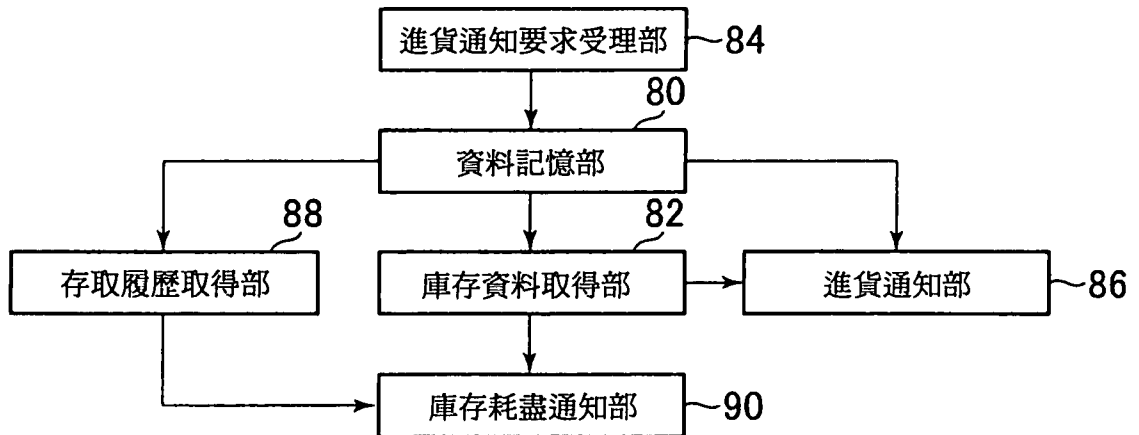 進貨通知要求受理部 84
80
資料記憶部
88
82
存取履歷取得部
庫存資料取得部
進貨通知部
86
庫存耗盡通知部 90